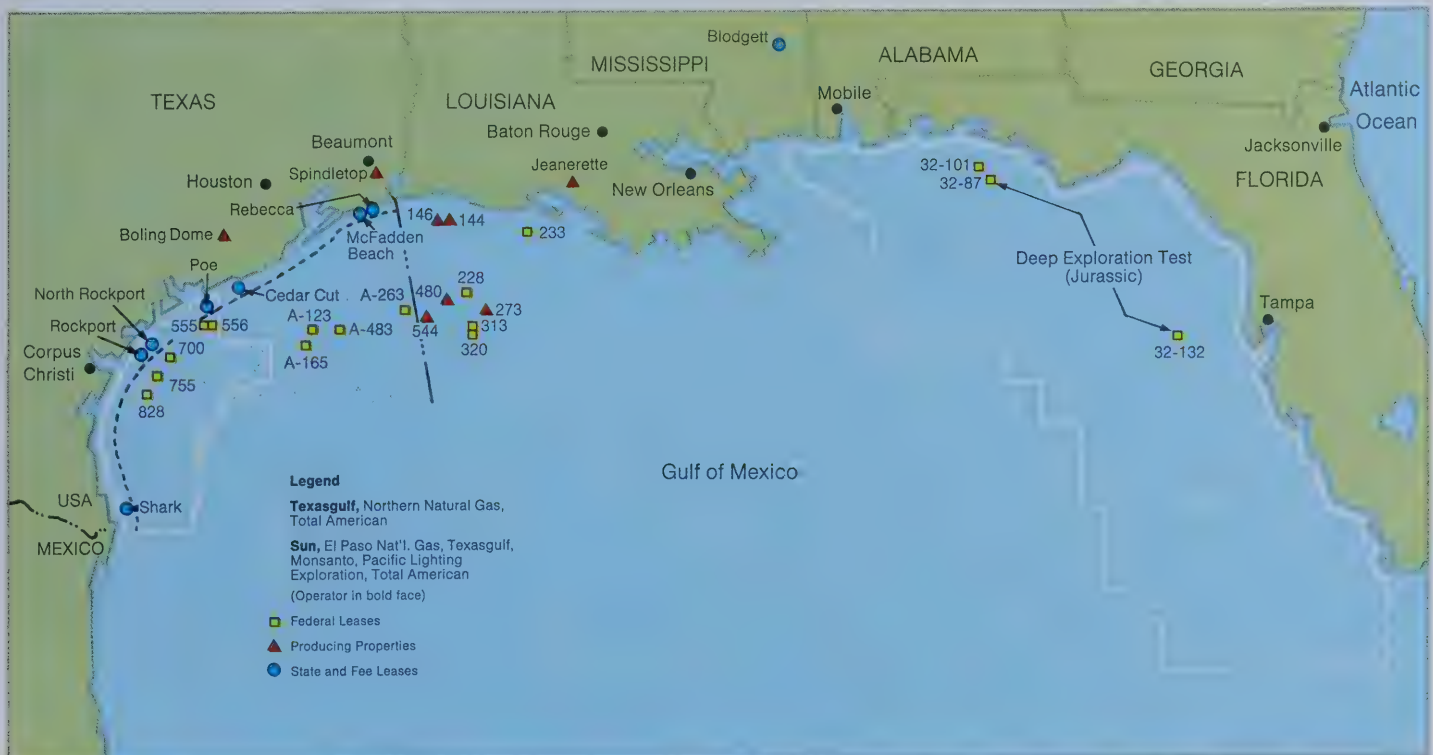 Blodgett
MISSISSIPPI
ALABAMA
GEORGIA
Atlantic
Ocean
TEXAS
LOUISIANA
Mobile
Baton Rouge
Jacksonville
Beaumont
Spindletop
Jeanerette
Houston
New Orleans
FLORIDA
32-101
32-87
Rebecca
146
144
233
Boling Dome
McFadden
Beach
Poe
Deep Exploration Test
(Jurassic)
North Rockport
Cedar Cut
A-263
480
228
273
Tampa
Rockport
555
556
A-123
A-483
544
313
320
32-132
Corpus
Christi
700
A-165
755
828
Gulf of Mexico
Legend
Texasgulf, Northern Natural Gas,
Total American
Sun, El Paso Nat'l. Gas, Texasgulf,
Monsanto, Pacific Lighting
Exploration, Total American
(Operator in bold face)
Federal Leases
Producing Properties
State and Fee Leases
USA
MEXICO
Shark